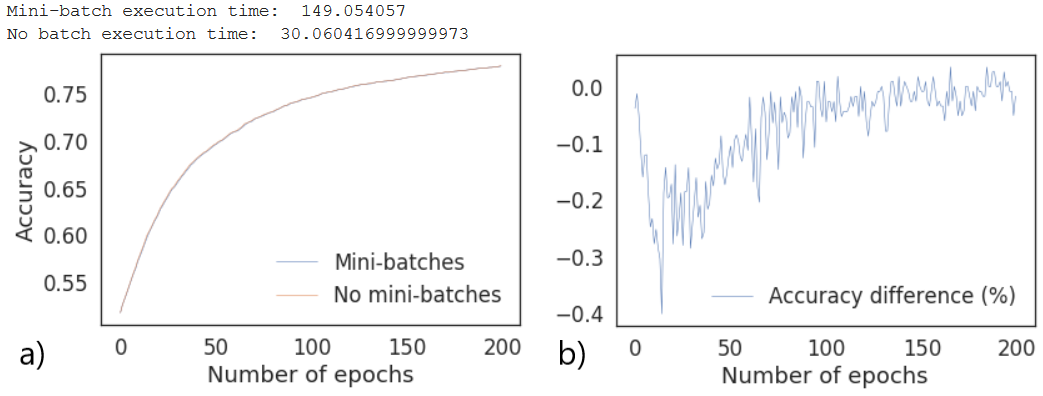 Mini-batch execution time:  149.054057
No batch execution time:  30.060416999999973
0.75
0.70
0.65
0.60
0.55
Accuracy
Mini-batches
No mini-batches
0
50
100
150
200
Number of epochs
a)
0.0
−0.1
−0.2
−0.3
−0.4
Accuracy difference (%)
0
50
100
150
200
Number of epochs
b)